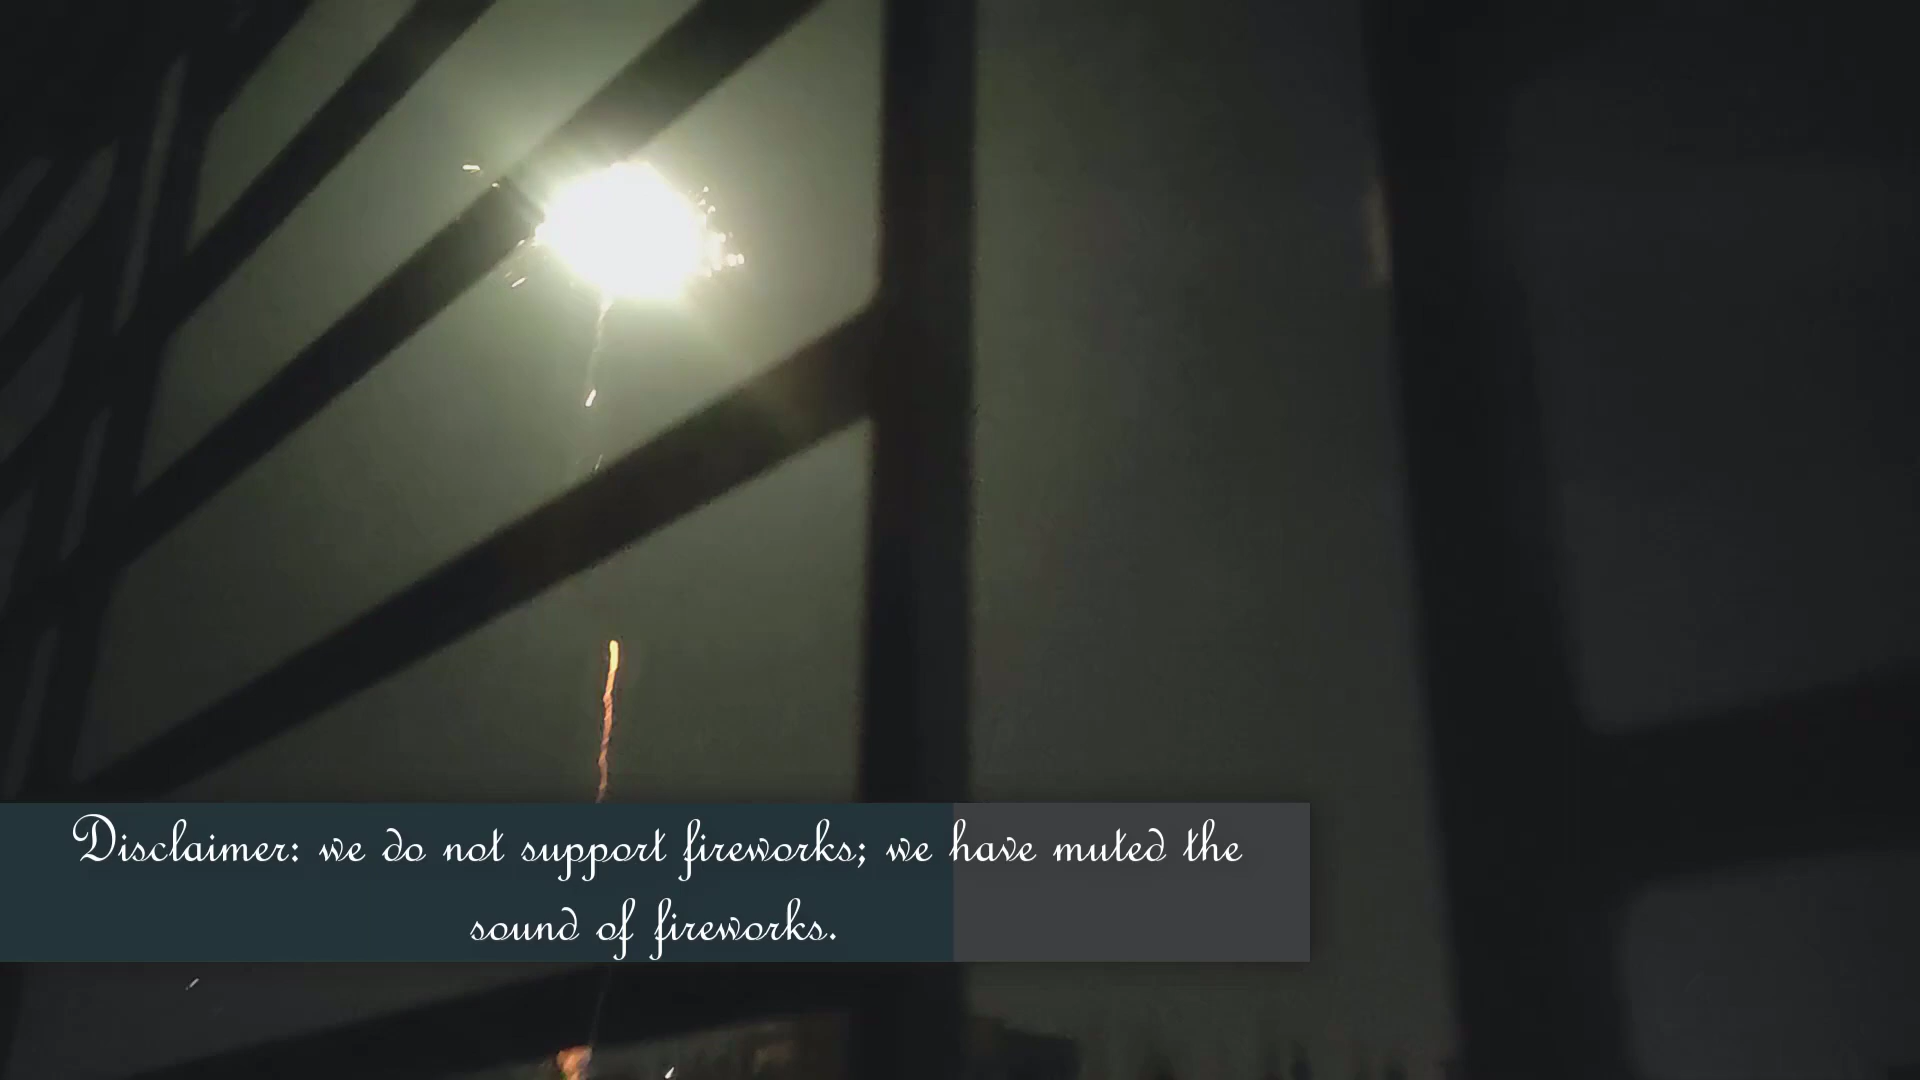 Disclaimer: we do not support fireworks; we have muted the
sound of fireworks.